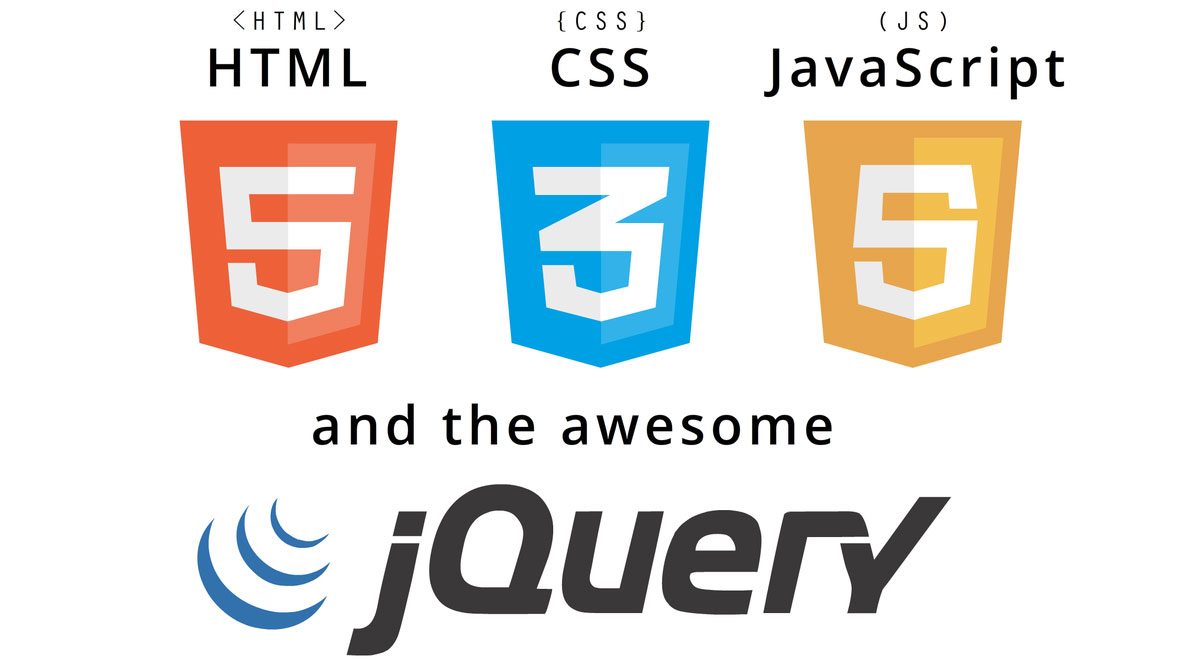 <HTML> {CSS} (JS)
HTML CSS JavaScript
5 3 5
and the awesome
jQuery